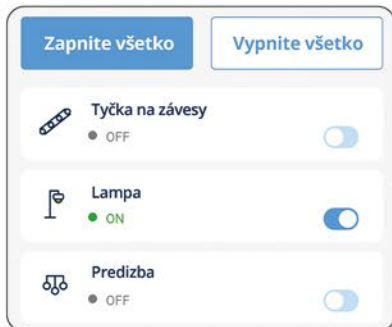 Zapnite všetko
Vypnite všetko
Tyčka na závesy
OFF
Lampa
ON
Predizba
OFF